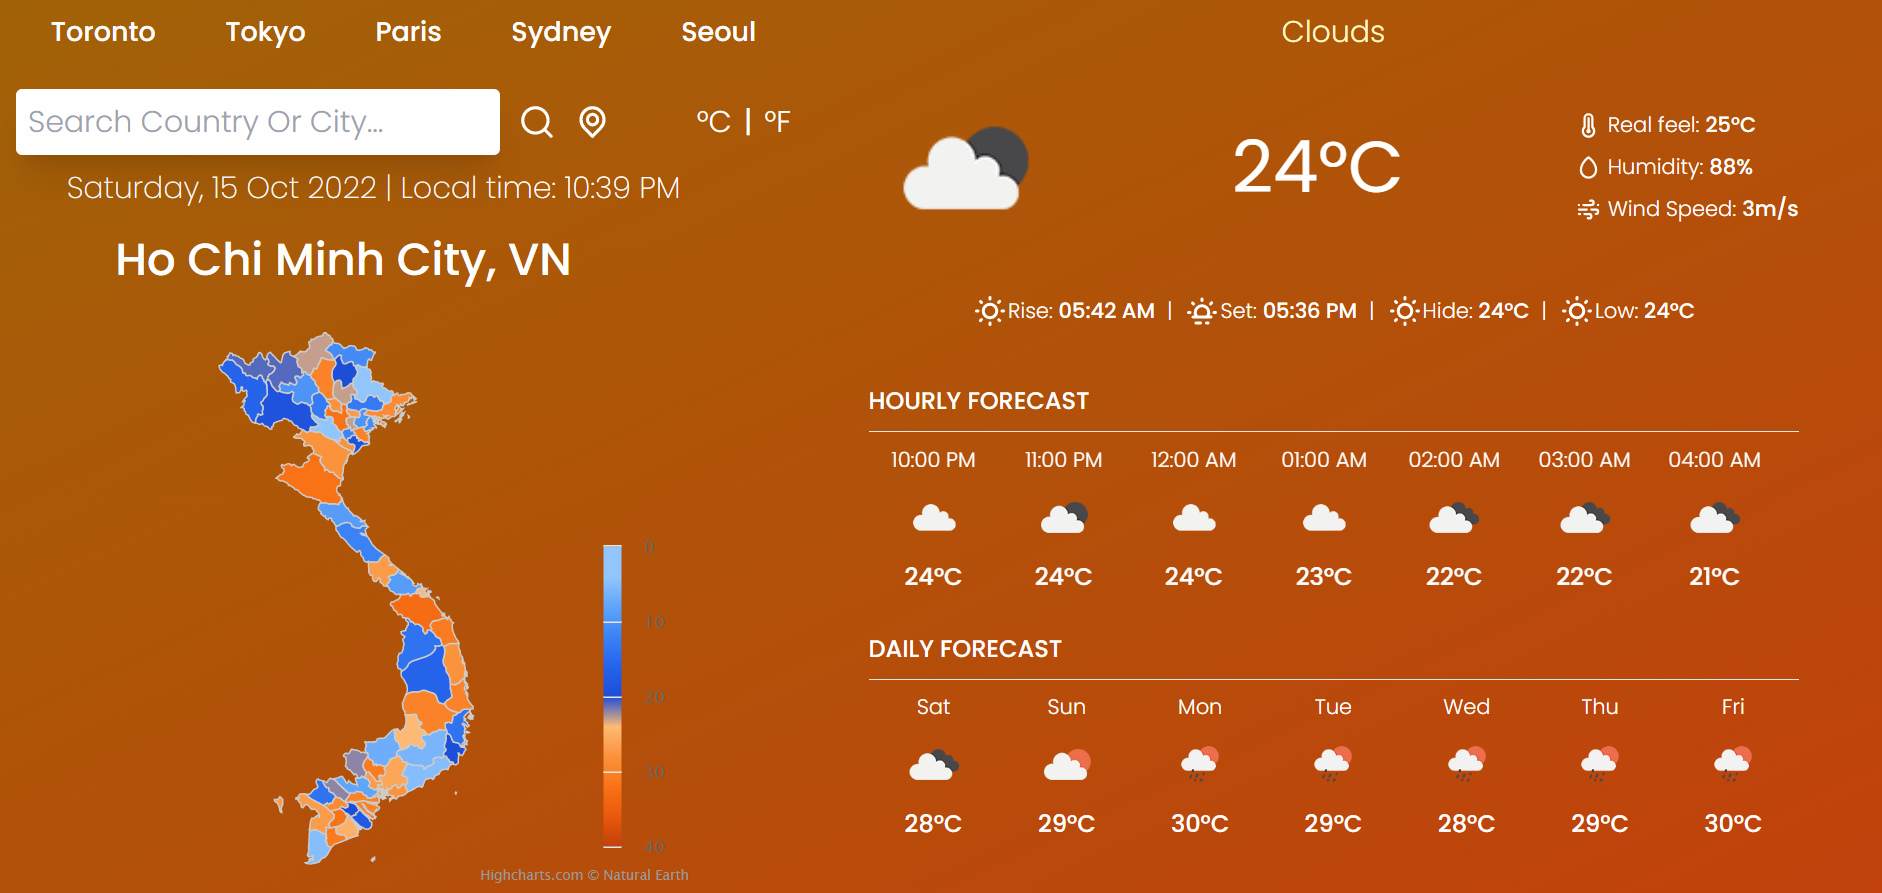 Toronto Tokyo Paris Sydney Seoul
Search Country Or City...
°C | °F
Saturday, 15 Oct 2022 | Local time: 10:39 PM
Ho Chi Minh City, VN
0
10
20
30
40
Highcharts.com © Natural Earth
Clouds
24°C
Real feel: 25°C
Humidity: 88%
Wind Speed: 3m/s
Rise: 05:42 AM | Set: 05:36 PM | Hide: 24°C | Low: 24°C
HOURLY FORECAST
10:00 PM 11:00 PM 12:00 AM 01:00 AM 02:00 AM 03:00 AM 04:00 AM
24°C 24°C 24°C 23°C 22°C 22°C 21°C
DAILY FORECAST
Sat Sun Mon Tue Wed Thu Fri
28°C 29°C 30°C 29°C 28°C 29°C 30°C